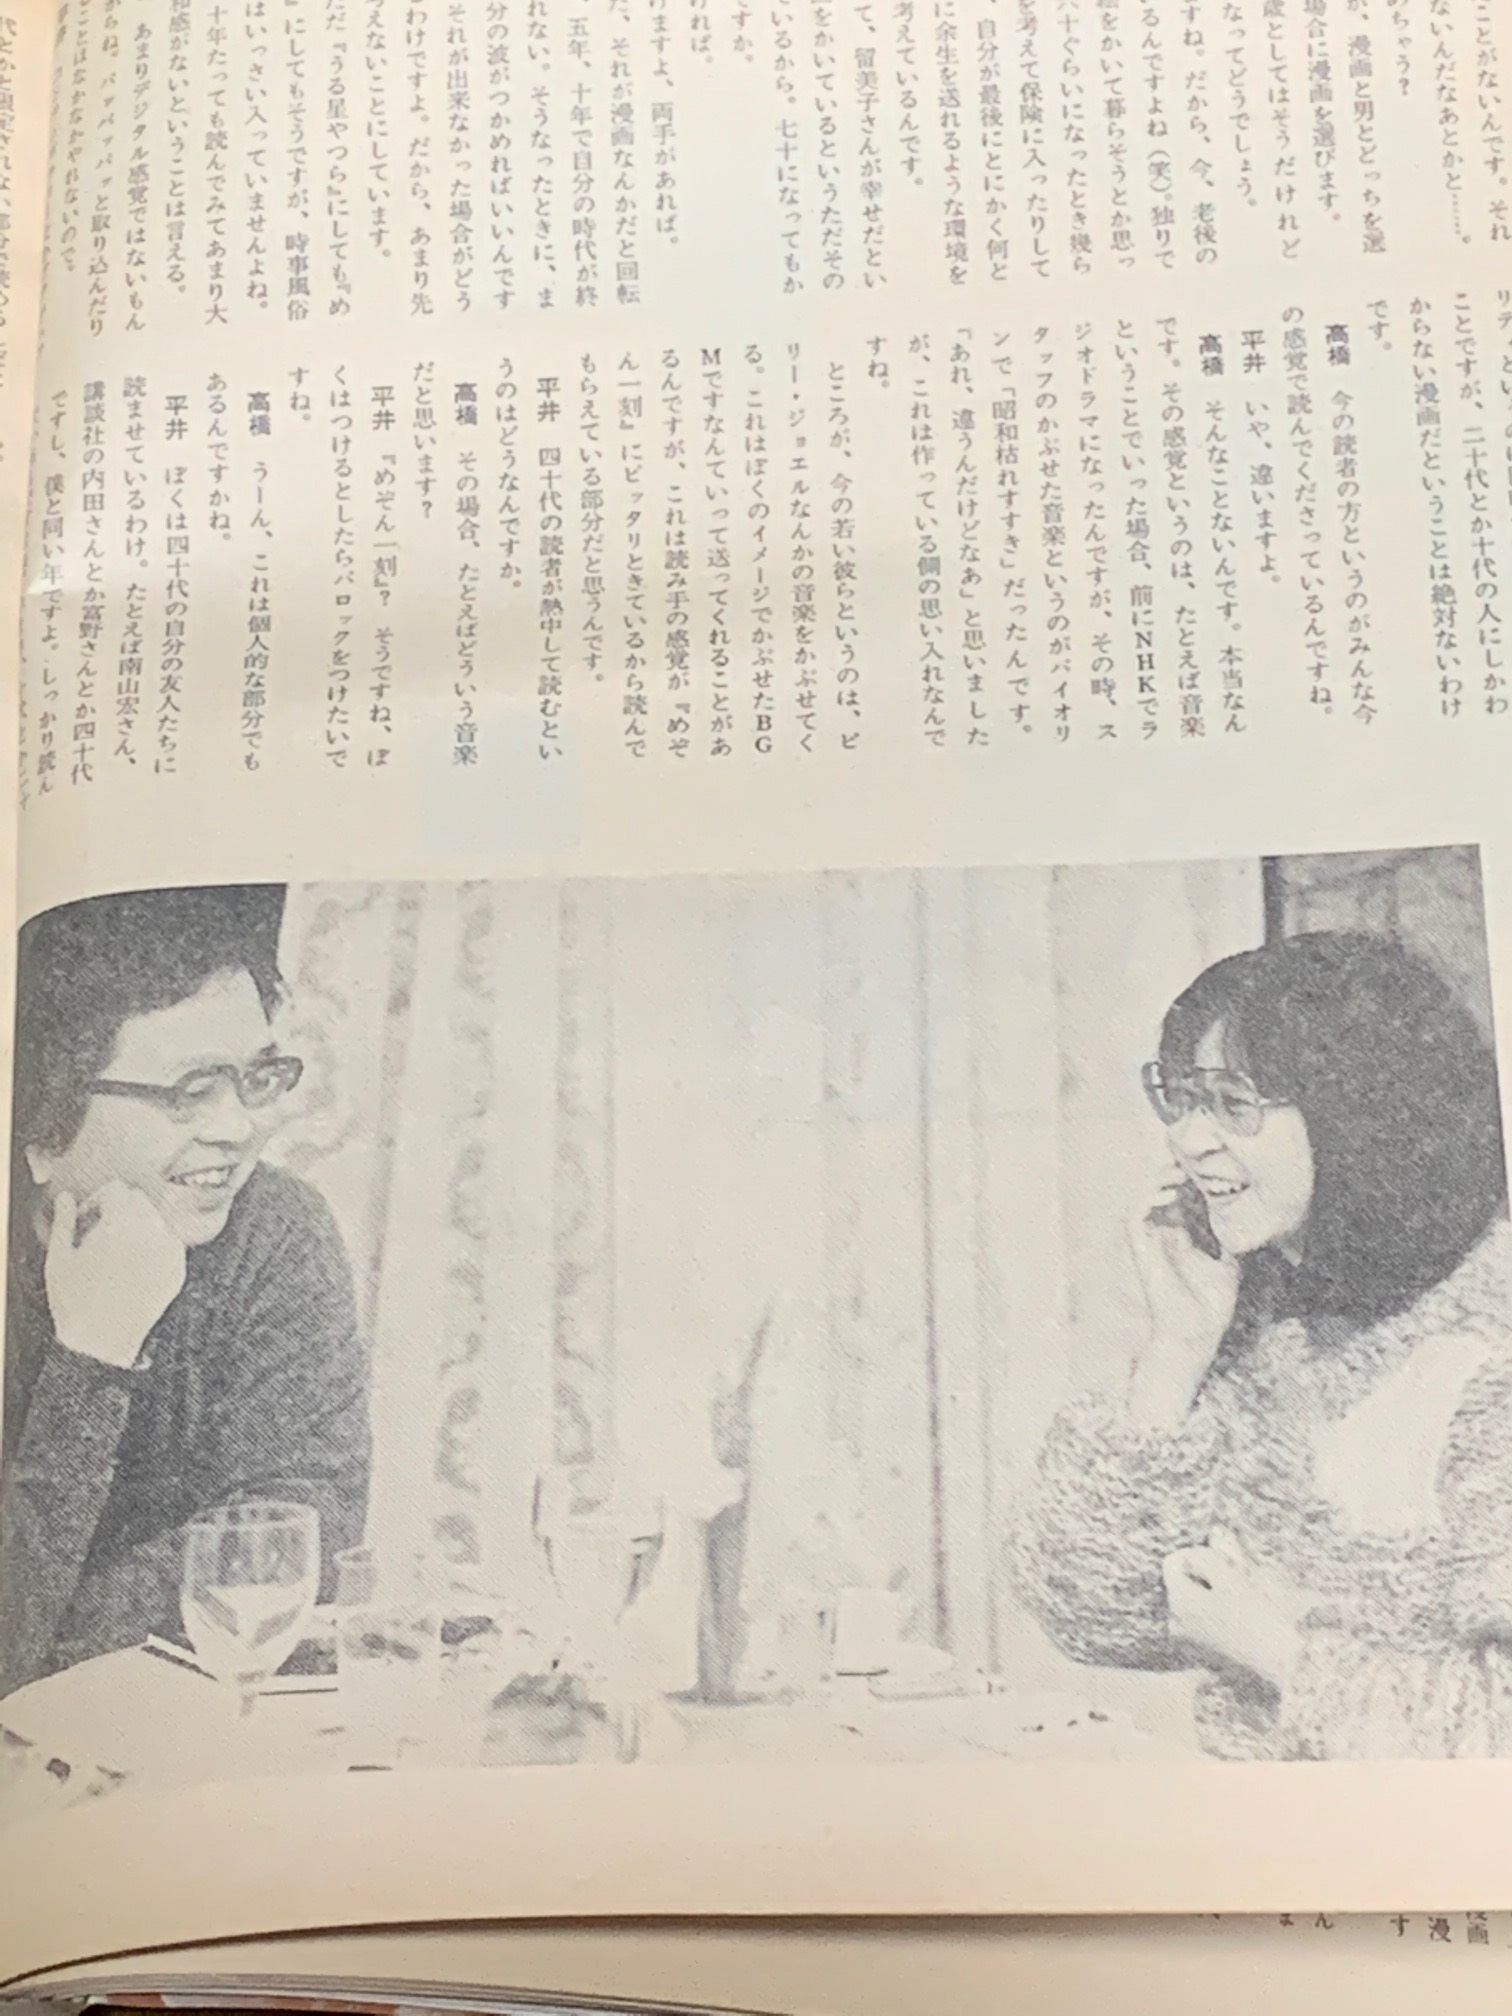 たことがないんです。それ
ないんだなあとかと……。
めちゃう？
が、漫画と男とどっちを選
場合に漫画を選びます。
歳としてはそうだけれど
なってどうでしょう。
すね。だから、今、老後の
いるんですよね（笑）。独りで
絵をかいて暮らそうとか思っ
六十ぐらいになったとき幾ら
を考えて保険に入ったりして
、自分が最後にとにかく何と
に余生を送れるような環境を
考えているんです。
て、留美子さんが幸せだとい
をかいているというただその
ているから。七十になってもか
ですか。
ければ。
けますよ、両手があれば。
だ、それが漫画なんかだと回転
、五年、十年で自分の時代が終
れない。そうなったときに、ま
分の波がつかめればいいんです
それが出来なかった場合がどう
わけですよ。だから、あまり先
考えないことにしています。
ただ『うる星やつら』にしても『め
』にしてもそうですが、時事風俗
はいっさい入っていませんよね。
十年たっても読んでみてあまり大
和感がないということは言える。
あまりデジタル感覚ではないもん
からね。パッパッパッと取り込んだり
ことはなかなかやれないので。
ことですが、二十代とか十代の人にしかわ
からない漫画だということは絶対ないわけ
です。
高橋　今の読者の方というのがみんな今
の感覚で読んでくださっているんですね。
平井　いや、違いますよ。
高橋　そんなことないんです。本当なん
です。その感覚というのは、たとえば音楽
ということでいった場合、前にNHKでラ
ジオドラマになったんですが、その時、ス
タッフのかぶせた音楽というのがバイオリ
ンで「昭和枯れすすき」だったんです。
「あれ、違うんだけどなあ」と思いました
が、これは作っている側の思い入れなんで
すね。
ところが、今の若い彼らというのは、ビ
リー・ジョエルなんかの音楽をかぶせてく
る。これはぼくのイメージでかぶせたBG
Mですなんていって送ってくれることがあ
るんですが、これは読み手の感覚が『めぞ
ん一刻』にピッタリときているから読んで
もらえている部分だと思うんです。
平井　四十代の読者が熱中して読むとい
うのはどうなんですか。
高橋　その場合、たとえばどういう音楽
だと思います？
平井　『めぞん一刻』？　そうですね、ぼ
くはつけるとしたらバロックをつけたいで
すね。
高橋　うーん、これは個人的な部分でも
あるんですかね。
平井　ぼくは四十代の自分の友人たちに
読ませているわけ。たとえば南山宏さん、
講談社の内田さんとか富野さんとか四十代
ですし、僕と同い年ですよ。しっかり読ん